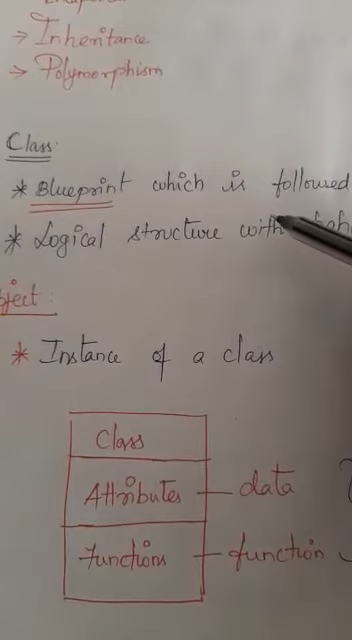 → Inheritance
→ Polymorphism
Class:
* Blueprint which is followed
* Logical structure with
ject:
* Instance of a class
Class
Attributes — data
functions — function